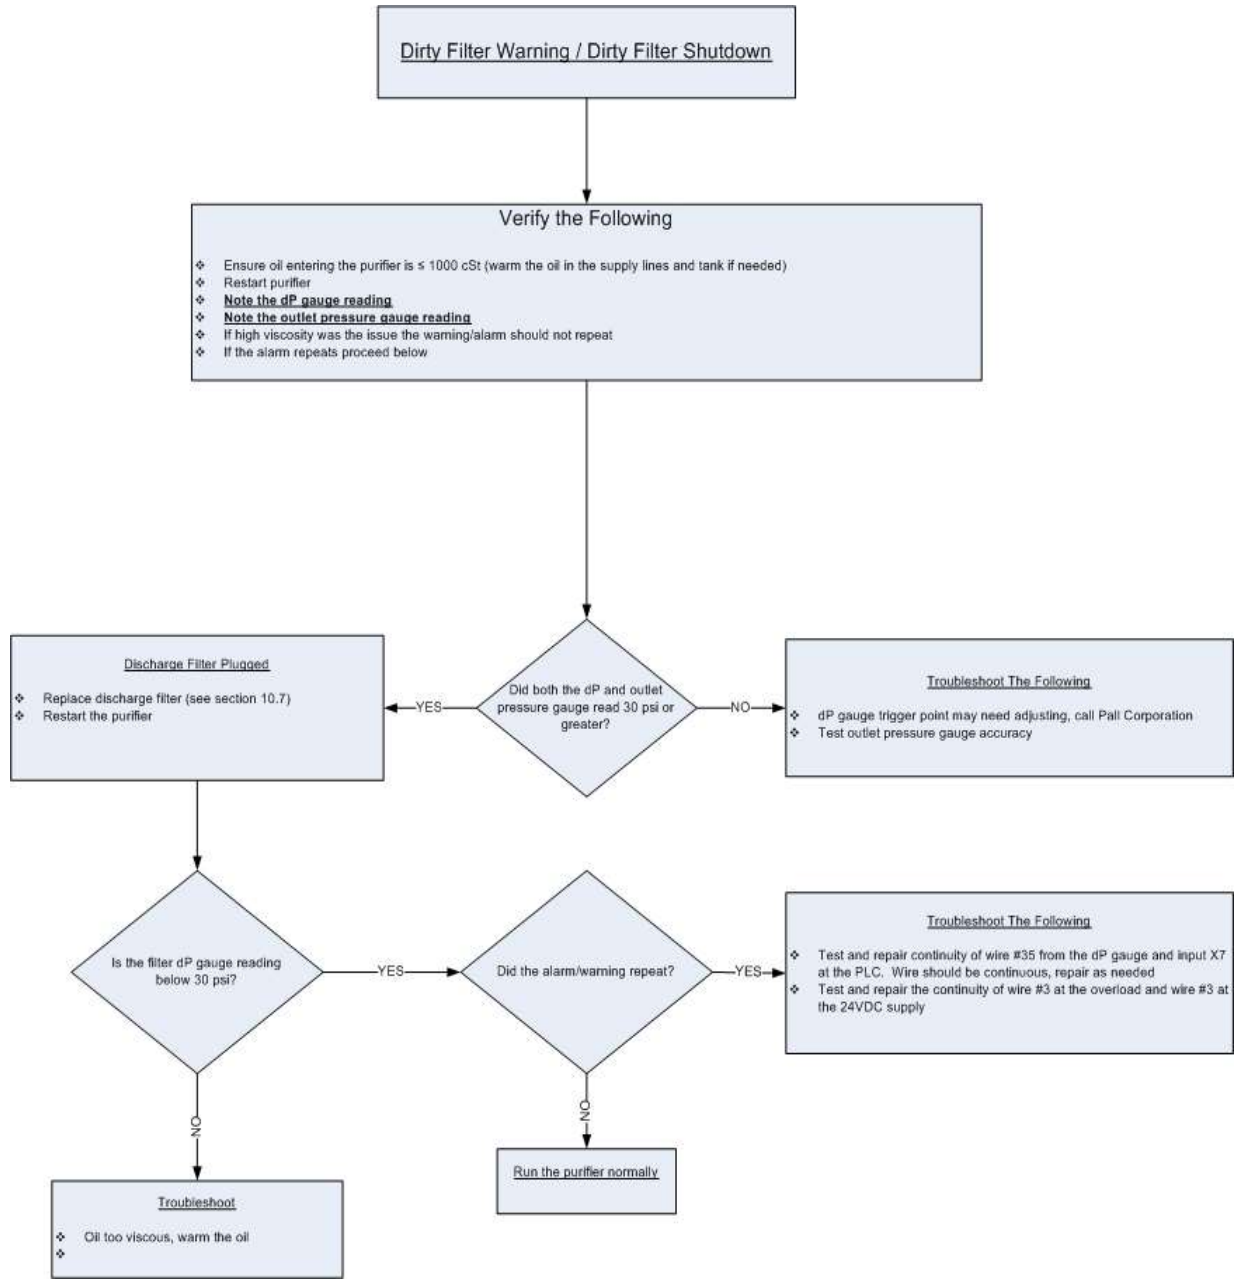 Dirty Filter Warning / Dirty Filter Shutdown
Verify the Following
❖ Ensure oil entering the purifier is ≤ 1000 cSt (warm the oil in the supply lines and tank if needed)
❖ Restart purifier
❖ Note the dP gauge reading
❖ Note the outlet pressure gauge reading
❖ If high viscosity was the issue the warning/alarm should not repeat
❖ If the alarm repeats proceed below
Did both the dP and outlet
pressure gauge read 30 psi or
greater?
YES
NO
Discharge Filter Plugged
❖ Replace discharge filter (see section 10.7)
❖ Restart the purifier
Troubleshoot The Following
❖ dP gauge trigger point may need adjusting, call Pall Corporation
❖ Test outlet pressure gauge accuracy
Is the filter dP gauge reading
below 30 psi?
YES
Did the alarm/warning repeat?
YES
Troubleshoot The Following
❖ Test and repair continuity of wire #35 from the dP gauge and input X7
at the PLC. Wire should be continuous, repair as needed
❖ Test and repair the continuity of wire #3 at the overload and wire #3 at
the 24VDC supply
NO
NO
Run the purifier normally
Troubleshoot
❖ Oil too viscous, warm the oil
❖